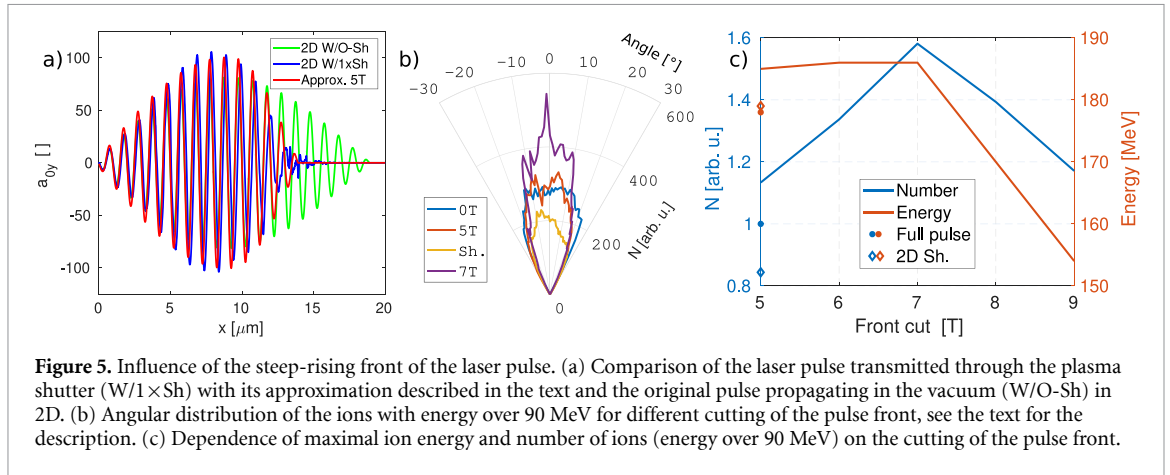 a)
2D W/O-Sh
2D W/1xSh
Approx. 5T
100
50
0
-50
-100
a0y []
0
5
10
15
20
x [μm]
b)
Angle [°]
-30
-20
-10
0
10
20
30
600
400
200
0
N [arb. u.]
0T
5T
Sh.
7T
c)
1.6
1.4
1.2
1
0.8
N [arb. u.]
190
180
170
160
150
Energy [MeV]
Number
Energy
Full pulse
2D Sh.
5
6
7
8
9
Front cut [T]
Figure 5. Influence of the steep-rising front of the laser pulse. (a) Comparison of the laser pulse transmitted through the plasma
shutter (W/1×Sh) with its approximation described in the text and the original pulse propagating in the vacuum (W/O-Sh) in
2D. (b) Angular distribution of the ions with energy over 90 MeV for different cutting of the pulse front, see the text for the
description. (c) Dependence of maximal ion energy and number of ions (energy over 90 MeV) on the cutting of the pulse front.